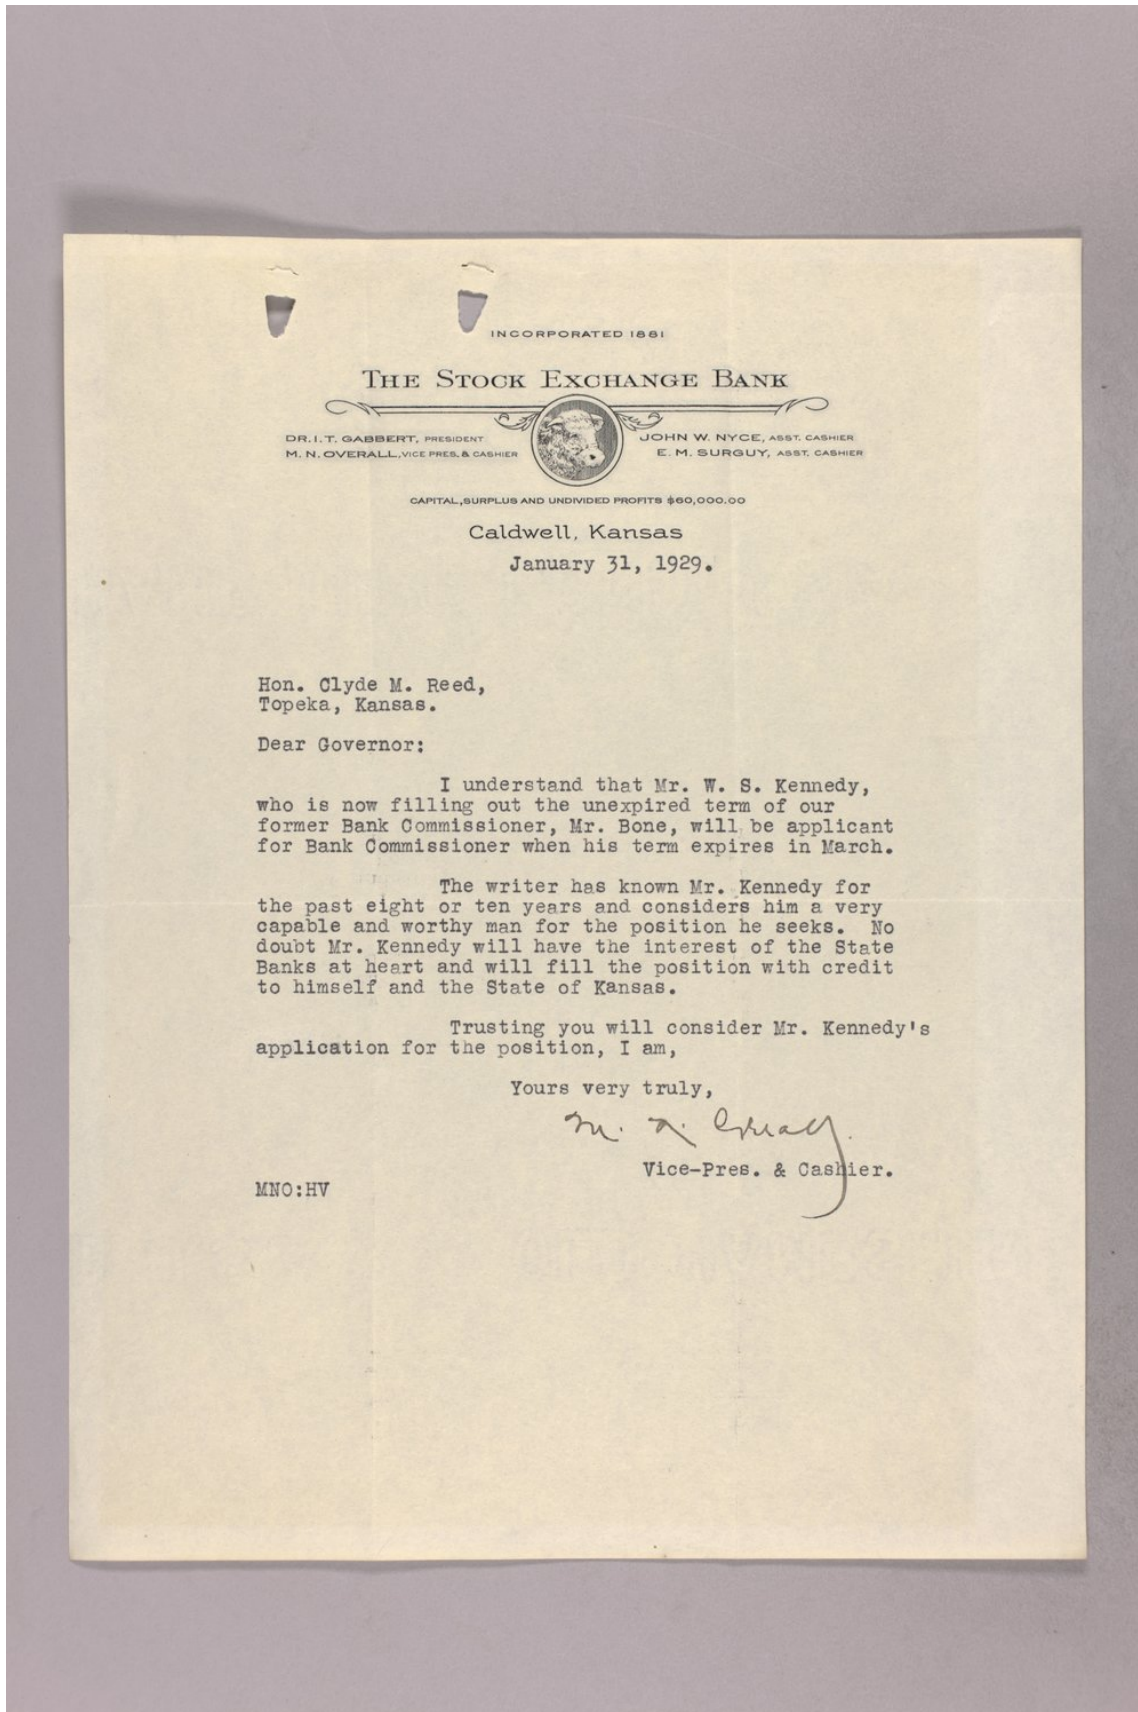 INCORPORATED 1881
THE STOCK EXCHANGE BANK
DR. I. T. GABBERT, PRESIDENT
M. N. OVERALL, VICE PRES. & CASHIER
JOHN W. NYCE, ASST. CASHIER
E. M. SURGUY, ASST. CASHIER
CAPITAL, SURPLUS AND UNDIVIDED PROFITS $60,000.00
Caldwell, Kansas
January 31, 1929.
Hon. Clyde M. Reed,
Topeka, Kansas.
Dear Governor:
I understand that Mr. W. S. Kennedy,
who is now filling out the unexpired term of our
former Bank Commissioner, Mr. Bone, will be applicant
for Bank Commissioner when his term expires in March.
The writer has known Mr. Kennedy for
the past eight or ten years and considers him a very
capable and worthy man for the position he seeks. No
doubt Mr. Kennedy will have the interest of the State
Banks at heart and will fill the position with credit
to himself and the State of Kansas.
Trusting you will consider Mr. Kennedy's
application for the position, I am,
Yours very truly,
M. N. Overall
Vice-Pres. & Cashier.
MNO:HV